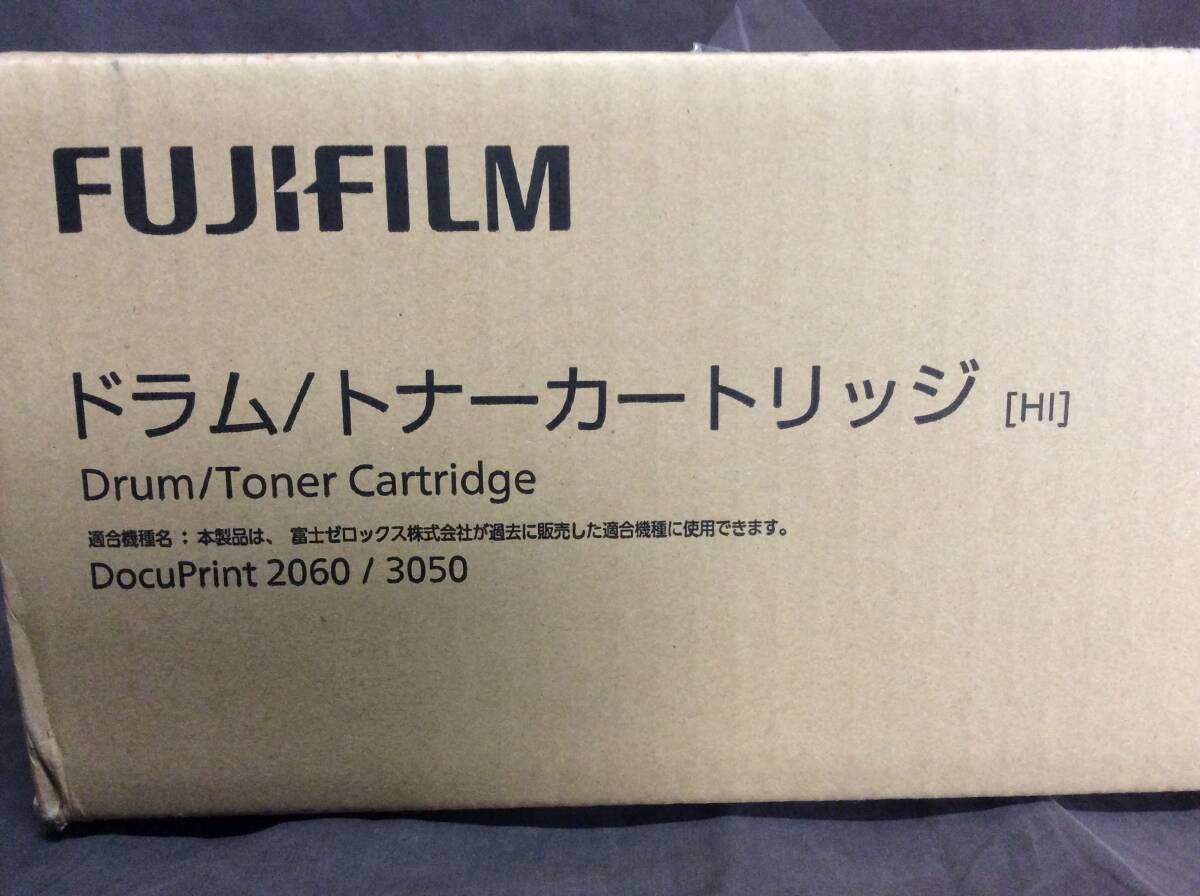 FUJIFILM
ドラム/トナーカートリッジ [HI]
Drum/Toner Cartridge
適合機種名:本製品は、富士ゼロックス株式会社が過去に販売した適合機種に使用できます。
DocuPrint 2060 / 3050